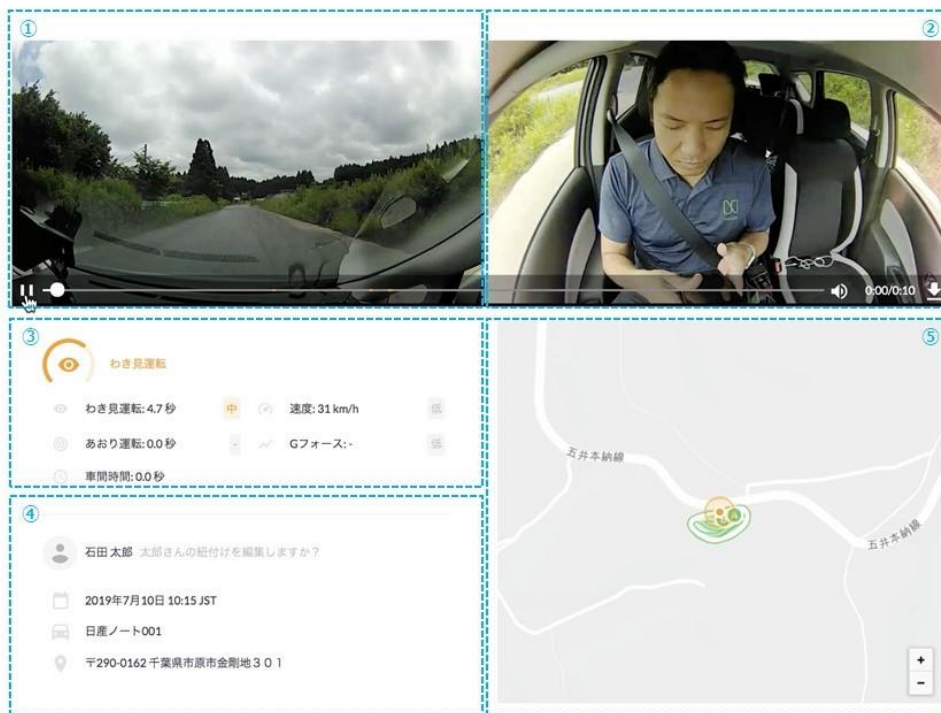 ①
②
0:00/0:10
③
わき見運転
わき見運転: 4.7 秒 中
速度: 31 km/h 低
あおり運転: 0.0 秒 -
Gフォース: - 低
車間時間: 0.0 秒
④
石田 太郎 太郎さんの紐付けを編集しますか？
2019年7月10日 10:15 JST
日産ノート001
〒290-0162 千葉県市原市金剛地３０１
⑤
五井本納線
五井本納線
+
−